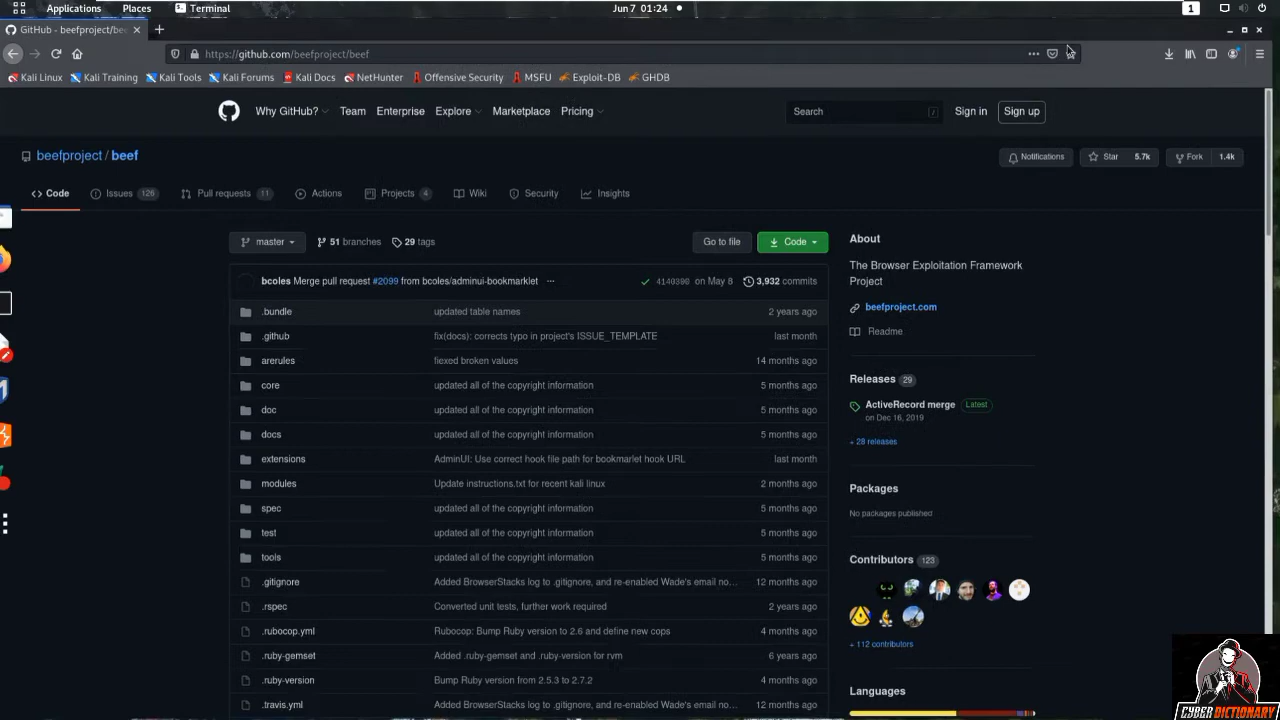 Applications Places Terminal Jun 7 01:24 1
GitHub - beefproject/bee
https://github.com/beefproject/beef
Kali Linux Kali Training Kali Tools Kali Forums Kali Docs NetHunter Offensive Security MSFU Exploit-DB GHDB
Why GitHub? Team Enterprise Explore Marketplace Pricing Search / Sign in Sign up
beefproject / beef Notifications Star 5.7k Fork 1.4k
Code Issues 126 Pull requests 11 Actions Projects 4 Wiki Security Insights
master 51 branches 29 tags Go to file Code
bcoles Merge pull request #2099 from bcoles/adminui-bookmarklet ... 4140390 on May 8 3,932 commits
.bundle updated table names 2 years ago
.github fix(docs): corrects typo in project's ISSUE_TEMPLATE last month
arerules fiexed broken values 14 months ago
core updated all of the copyright information 5 months ago
doc updated all of the copyright information 5 months ago
docs updated all of the copyright information 5 months ago
extensions AdminUI: Use correct hook file path for bookmarlet hook URL last month
modules Update instructions.txt for recent kali linux 2 months ago
spec updated all of the copyright information 5 months ago
test updated all of the copyright information 5 months ago
tools updated all of the copyright information 5 months ago
.gitignore Added BrowserStacks log to .gitignore, and re-enabled Wade's email no... 12 months ago
.rspec Converted unit tests, further work required 2 years ago
.rubocop.yml Rubocop: Bump Ruby version to 2.6 and define new cops 4 months ago
.ruby-gemset Added .ruby-gemset and .ruby-version for rvm 6 years ago
.ruby-version Bump Ruby version from 2.5.3 to 2.7.2 4 months ago
.travis.yml Added BrowserStacks log to .gitignore, and re-enabled Wade's email no... 12 months ago
About
The Browser Exploitation Framework
Project
beefproject.com
Readme
Releases 29
ActiveRecord merge Latest
on Dec 16, 2019
+ 28 releases
Packages
No packages published
Contributors 123
+ 112 contributors
Languages
CYBER DICTIONARY